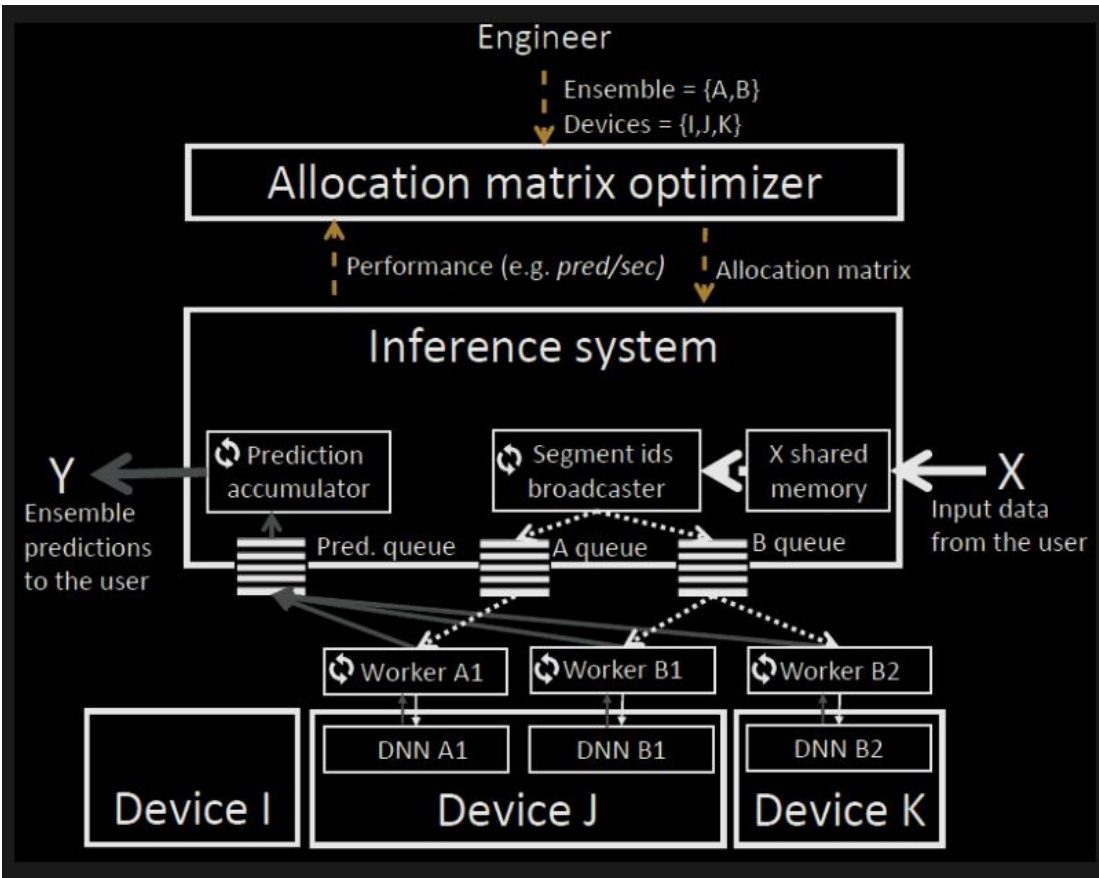 Engineer
Ensemble = {A,B}
Devices = {I,J,K}
Allocation matrix optimizer
Performance (e.g. pred/sec)
Allocation matrix
Inference system
Prediction
accumulator
Segment ids
broadcaster
X shared
memory
Y
Ensemble
predictions
to the user
X
Input data
from the user
Pred. queue
A queue
B queue
Worker A1
Worker B1
Worker B2
DNN A1
DNN B1
DNN B2
Device I
Device J
Device K